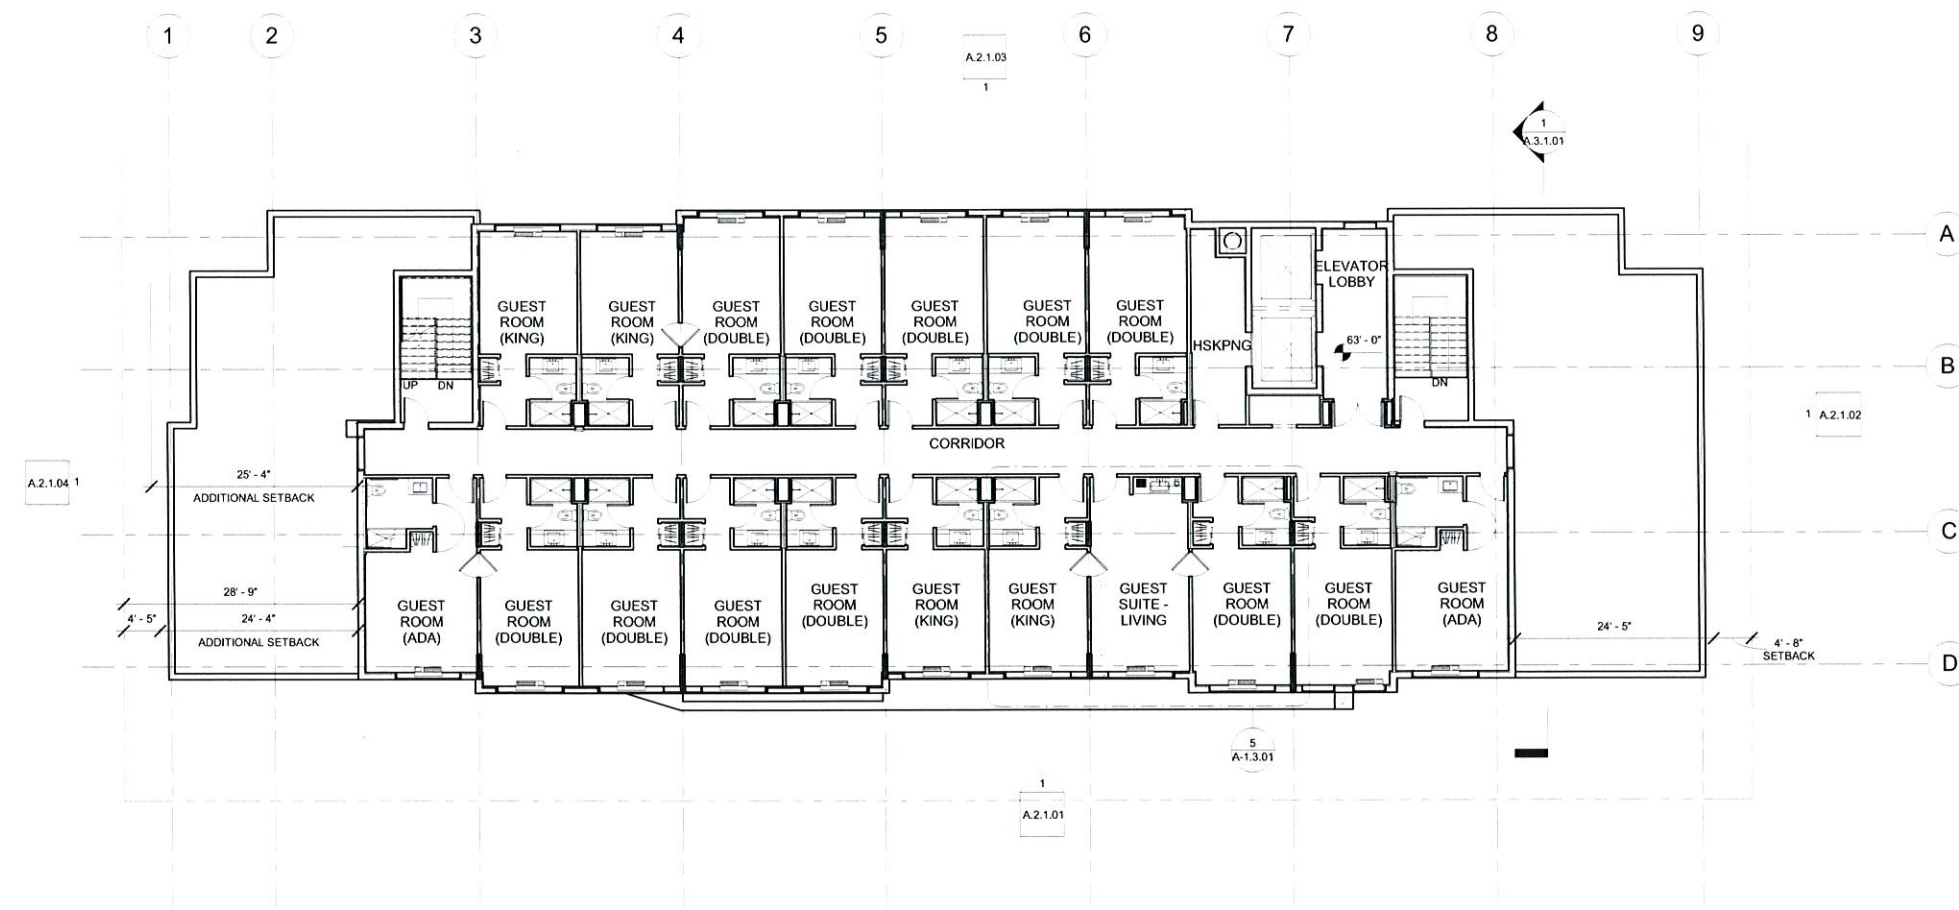 1 2 3 4 5 6 7 8 9
A.2.1.03
1
1
A.3.1.01
A
ELEVATOR
LOBBY
GUEST
ROOM
(KING)
GUEST
ROOM
(KING)
GUEST
ROOM
(DOUBLE)
GUEST
ROOM
(DOUBLE)
GUEST
ROOM
(DOUBLE)
GUEST
ROOM
(DOUBLE)
GUEST
ROOM
(DOUBLE)
HSKPNG
63' - 0"
B
UP DN
DN
1 A.2.1.02
CORRIDOR
A.2.1.04 1
25' - 4"
ADDITIONAL SETBACK
C
28' - 9"
4' - 5" 24' - 4"
ADDITIONAL SETBACK
GUEST
ROOM
(ADA)
GUEST
ROOM
(DOUBLE)
GUEST
ROOM
(DOUBLE)
GUEST
ROOM
(DOUBLE)
GUEST
ROOM
(DOUBLE)
GUEST
ROOM
(KING)
GUEST
ROOM
(KING)
GUEST
SUITE -
LIVING
GUEST
ROOM
(DOUBLE)
GUEST
ROOM
(DOUBLE)
GUEST
ROOM
(ADA)
24' - 5"
4' - 8"
SETBACK
D
5
A-1.3.01
1
A.2.1.01